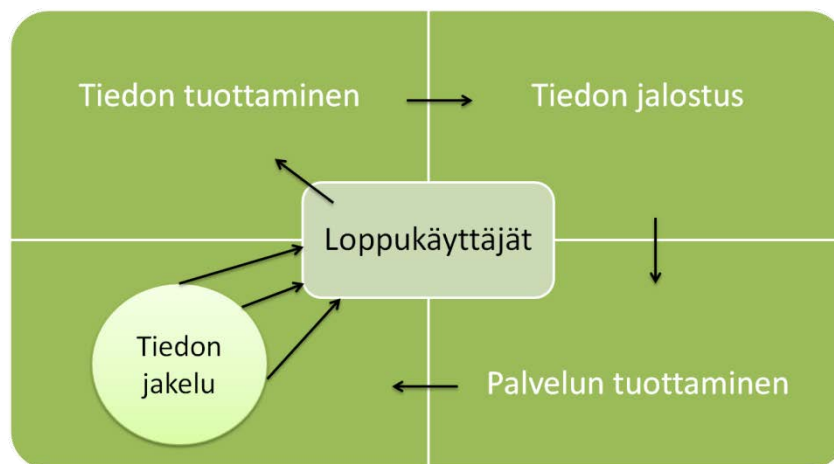 Tiedon tuottaminen
Tiedon jalostus
Loppukäyttäjät
Tiedon
jakelu
Palvelun tuottaminen